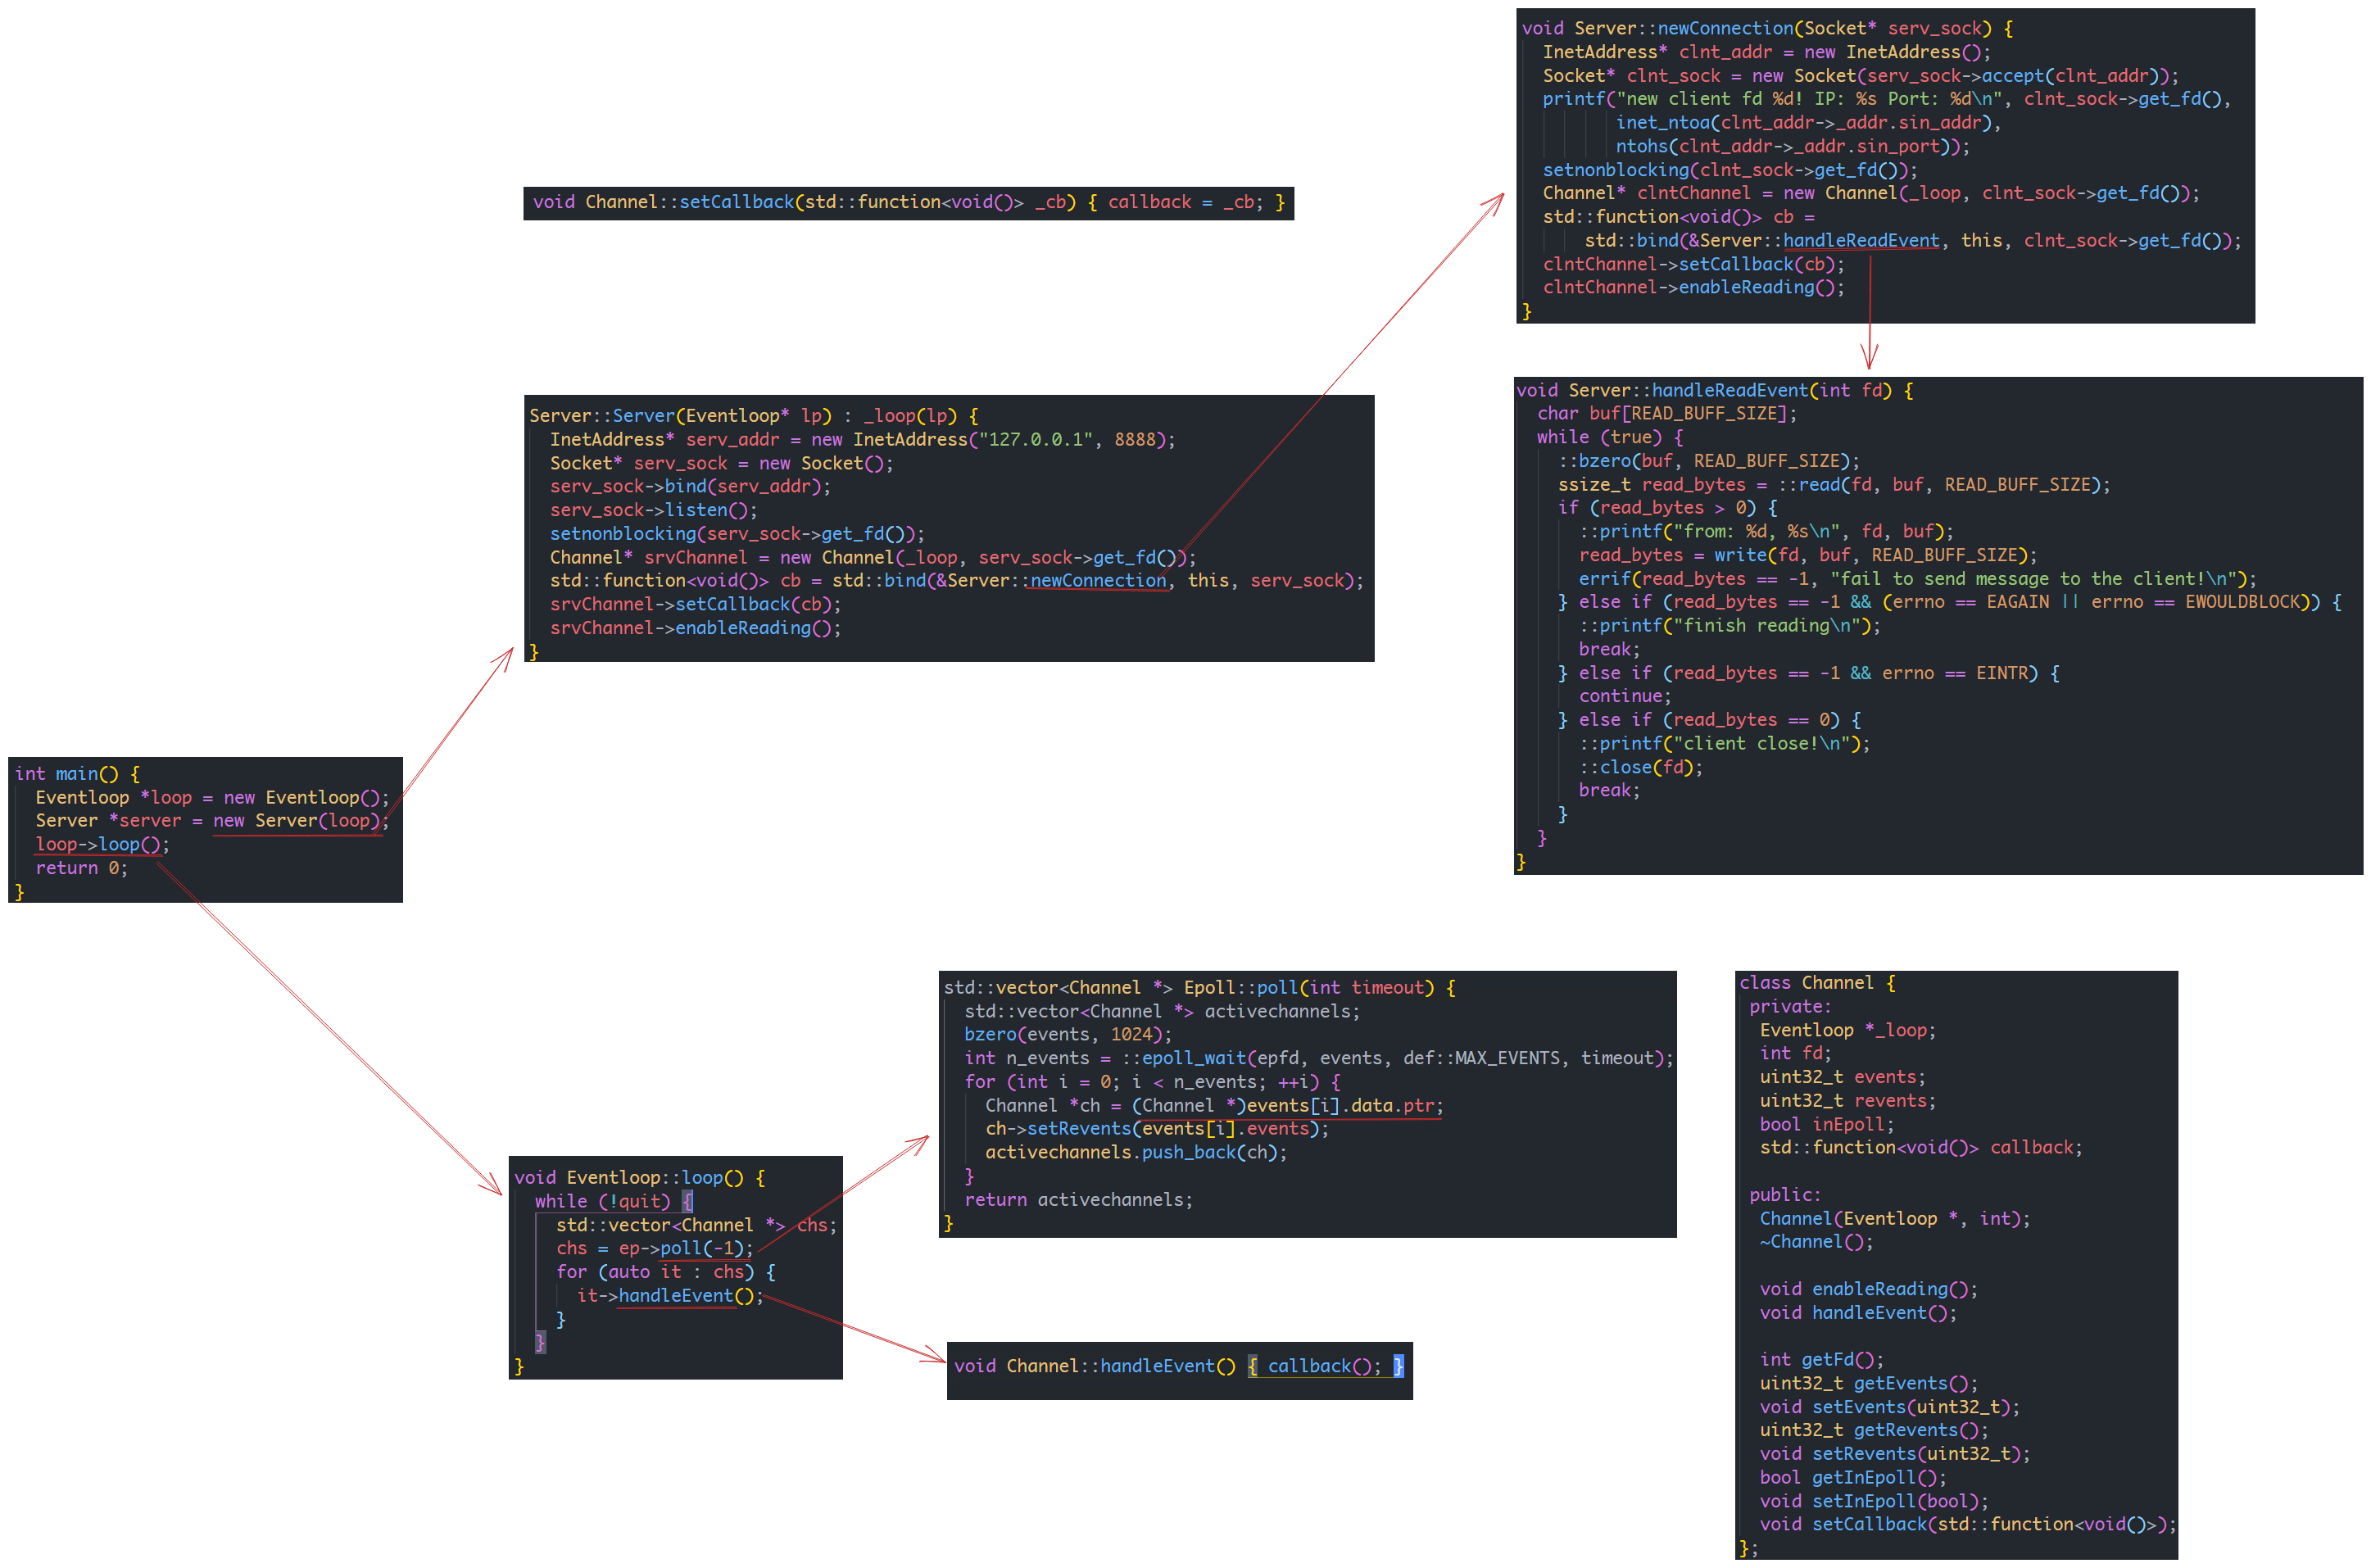 void Server::newConnection(Socket* serv_sock) {
InetAddress* clnt_addr = new InetAddress();
Socket* clnt_sock = new Socket(serv_sock->accept(clnt_addr));
printf("new client fd %d! IP: %s Port: %d\n", clnt_sock->get_fd(),
inet_ntoa(clnt_addr->_addr.sin_addr),
ntohs(clnt_addr->_addr.sin_port));
setnonblocking(clnt_sock->get_fd());
Channel* clntChannel = new Channel(_loop, clnt_sock->get_fd());
std::function<void()> cb =
std::bind(&Server::handleReadEvent, this, clnt_sock->get_fd());
clntChannel->setCallback(cb);
clntChannel->enableReading();
}
void Channel::setCallback(std::function<void()> _cb) { callback = _cb; }
Server::Server(Eventloop* lp) : _loop(lp) {
InetAddress* serv_addr = new InetAddress("127.0.0.1", 8888);
Socket* serv_sock = new Socket();
serv_sock->bind(serv_addr);
serv_sock->listen();
setnonblocking(serv_sock->get_fd());
Channel* srvChannel = new Channel(_loop, serv_sock->get_fd());
std::function<void()> cb = std::bind(&Server::newConnection, this, serv_sock);
srvChannel->setCallback(cb);
srvChannel->enableReading();
}
void Server::handleReadEvent(int fd) {
char buf[READ_BUFF_SIZE];
while (true) {
::bzero(buf, READ_BUFF_SIZE);
ssize_t read_bytes = ::read(fd, buf, READ_BUFF_SIZE);
if (read_bytes > 0) {
::printf("from: %d, %s\n", fd, buf);
read_bytes = write(fd, buf, READ_BUFF_SIZE);
errif(read_bytes == -1, "fail to send message to the client!\n");
} else if (read_bytes == -1 && (errno == EAGAIN || errno == EWOULDBLOCK)) {
::printf("finish reading\n");
break;
} else if (read_bytes == -1 && errno == EINTR) {
continue;
} else if (read_bytes == 0) {
::printf("client close!\n");
::close(fd);
break;
}
}
}
int main() {
Eventloop *loop = new Eventloop();
Server *server = new Server(loop);
loop->loop();
return 0;
}
void Eventloop::loop() {
while (!quit) {
std::vector<Channel *> chs;
chs = ep->poll(-1);
for (auto it : chs) {
it->handleEvent();
}
}
}
std::vector<Channel *> Epoll::poll(int timeout) {
std::vector<Channel *> activechannels;
bzero(events, 1024);
int n_events = ::epoll_wait(epfd, events, def::MAX_EVENTS, timeout);
for (int i = 0; i < n_events; ++i) {
Channel *ch = (Channel *)events[i].data.ptr;
ch->setRevents(events[i].events);
activechannels.push_back(ch);
}
return activechannels;
}
void Channel::handleEvent() { callback(); }
class Channel {
private:
Eventloop *_loop;
int fd;
uint32_t events;
uint32_t revents;
bool inEpoll;
std::function<void()> callback;
public:
Channel(Eventloop *, int);
~Channel();
void enableReading();
void handleEvent();
int getFd();
uint32_t getEvents();
void setEvents(uint32_t);
uint32_t getRevents();
void setRevents(uint32_t);
bool getInEpoll();
void setInEpoll(bool);
void setCallback(std::function<void()>);
};